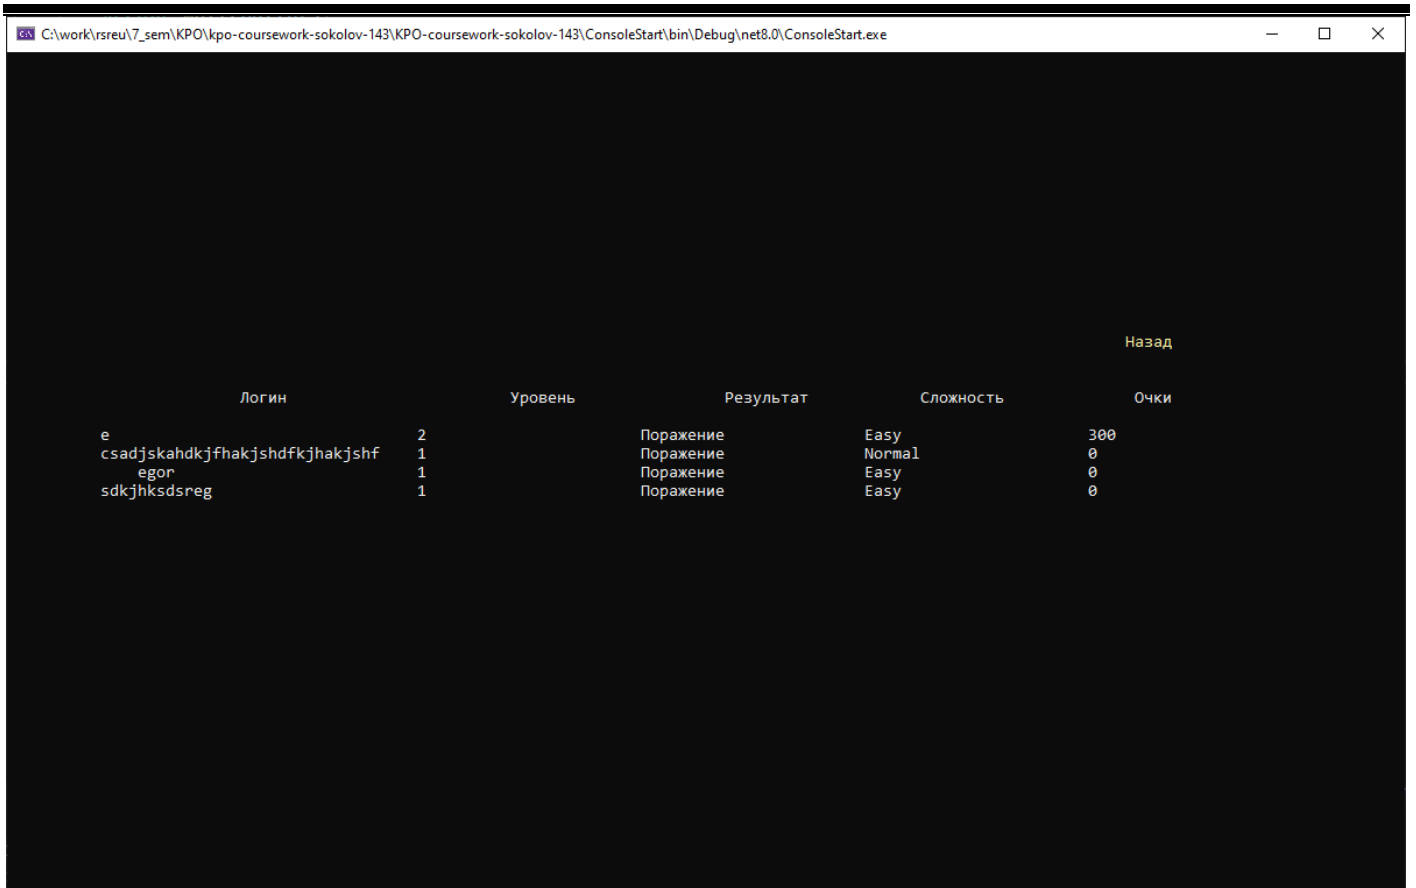 C:\work\rsreu\7_sem\KPO\kpo-coursework-sokolov-143\KPO-coursework-sokolov-143\ConsoleStart\bin\Debug\net8.0\ConsoleStart.exe
Назад
Логин Уровень Результат Сложность Очки
e 2 Поражение Easy 300
csadjskahdkjfhakjshdfkjhakjshf 1 Поражение Normal 0
egor 1 Поражение Easy 0
sdkjhksdsreg 1 Поражение Easy 0